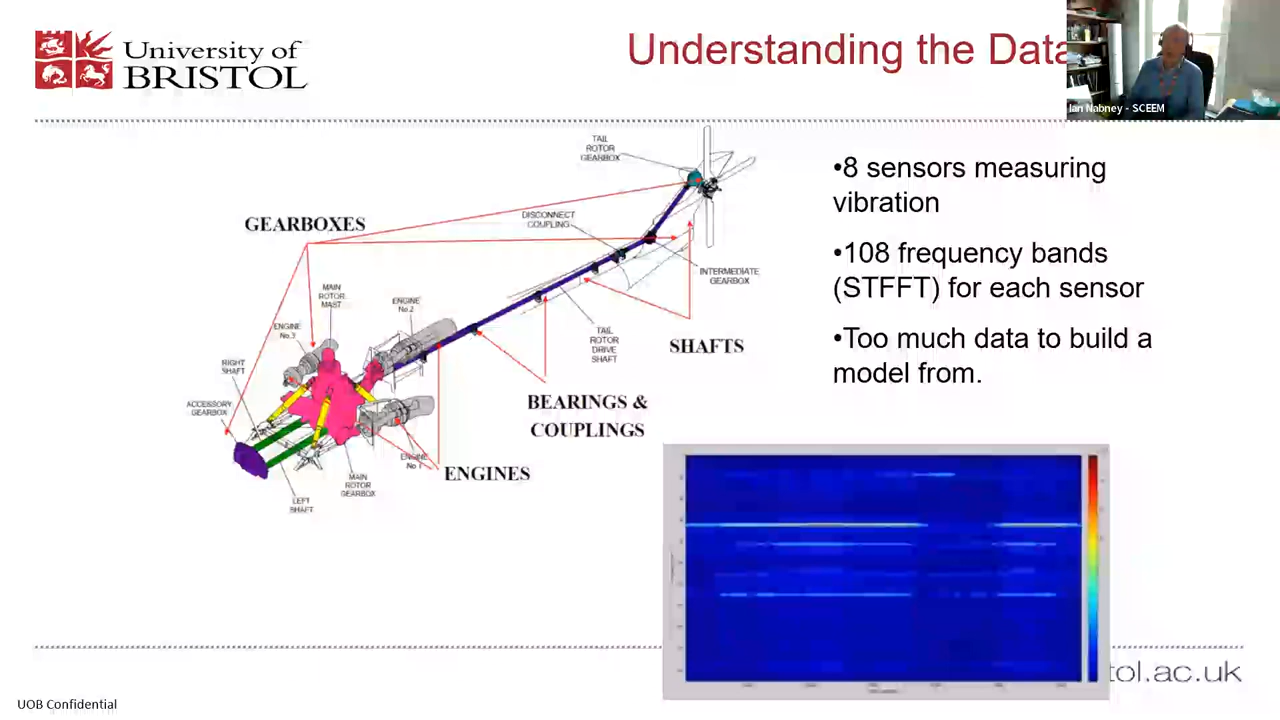 University of
BRISTOL
Understanding the Data
Ian Nabney - SCEEM
TAIL
ROTOR
GEARBOX
GEARBOXES
DISCONNECT
COUPLING
INTERMEDIATE
GEARBOX
MAIN
ROTOR
MAST
ENGINE
No.2
ENGINE
No.3
TAIL
ROTOR
DRIVE
SHAFT
SHAFTS
RIGHT
SHAFT
ACCESSORY
GEARBOX
BEARINGS &
COUPLINGS
ENGINE
No 1
ENGINES
MAIN
ROTOR
GEARBOX
LEFT
SHAFT
•8 sensors measuring
vibration
•108 frequency bands
(STFFT) for each sensor
•Too much data to build a
model from.
tol.ac.uk
UOB Confidential